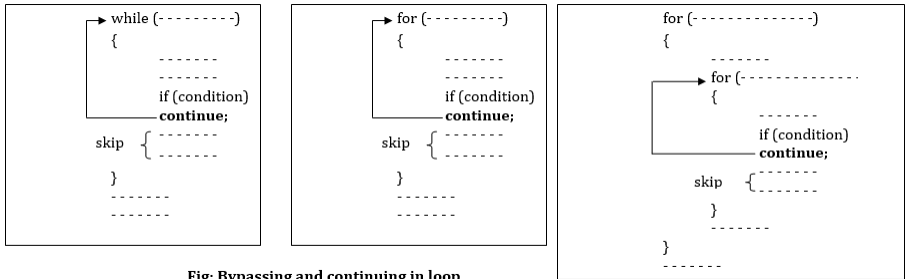 while (- - - - - - - - -)
{
- - - - - - -
- - - - - - -
if (condition)
continue;
skip { - - - - - - -
- - - - - - -
}
- - - - - - -
- - - - - - -
for (- - - - - - - - -)
{
- - - - - - -
- - - - - - -
if (condition)
continue;
skip { - - - - - - -
- - - - - - -
}
- - - - - - -
- - - - - - -
for (- - - - - - - - - - - - - -)
{
- - - - - - -
for (- - - - - - - - - - - - - -
{
- - - - - - -
if (condition)
continue;
skip { - - - - - - -
- - - - - - -
}
- - - - - - -
}
- - - - - - -
Fig: Bypassing and continuing in loop